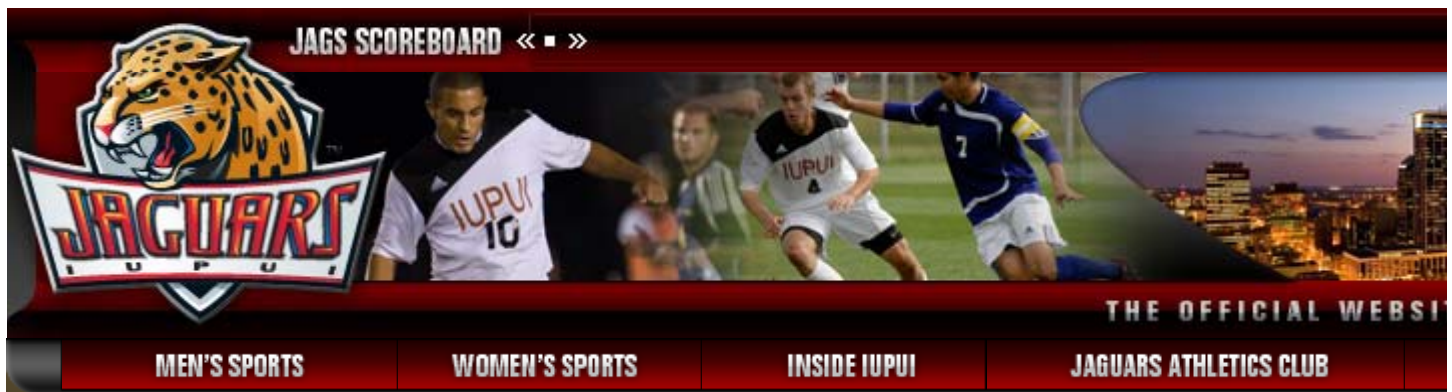 JAGS SCOREBOARD « ▪ »
JAGUARS
IUPUI
™
IUPUI
10
IUPUI
4
7
THE OFFICIAL WEBSI
MEN'S SPORTS
WOMEN'S SPORTS
INSIDE IUPUI
JAGUARS ATHLETICS CLUB